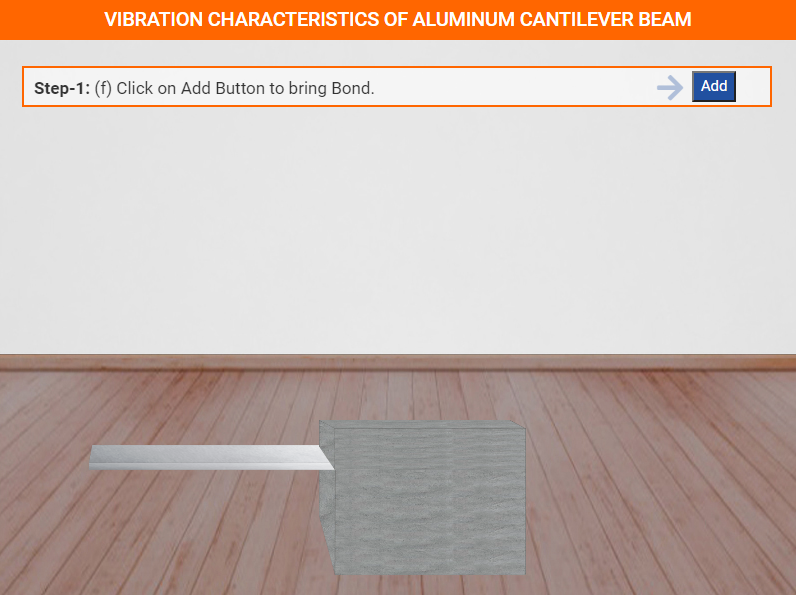 VIBRATION CHARACTERISTICS OF ALUMINUM CANTILEVER BEAM
Step-1: (f) Click on Add Button to bring Bond.
Add